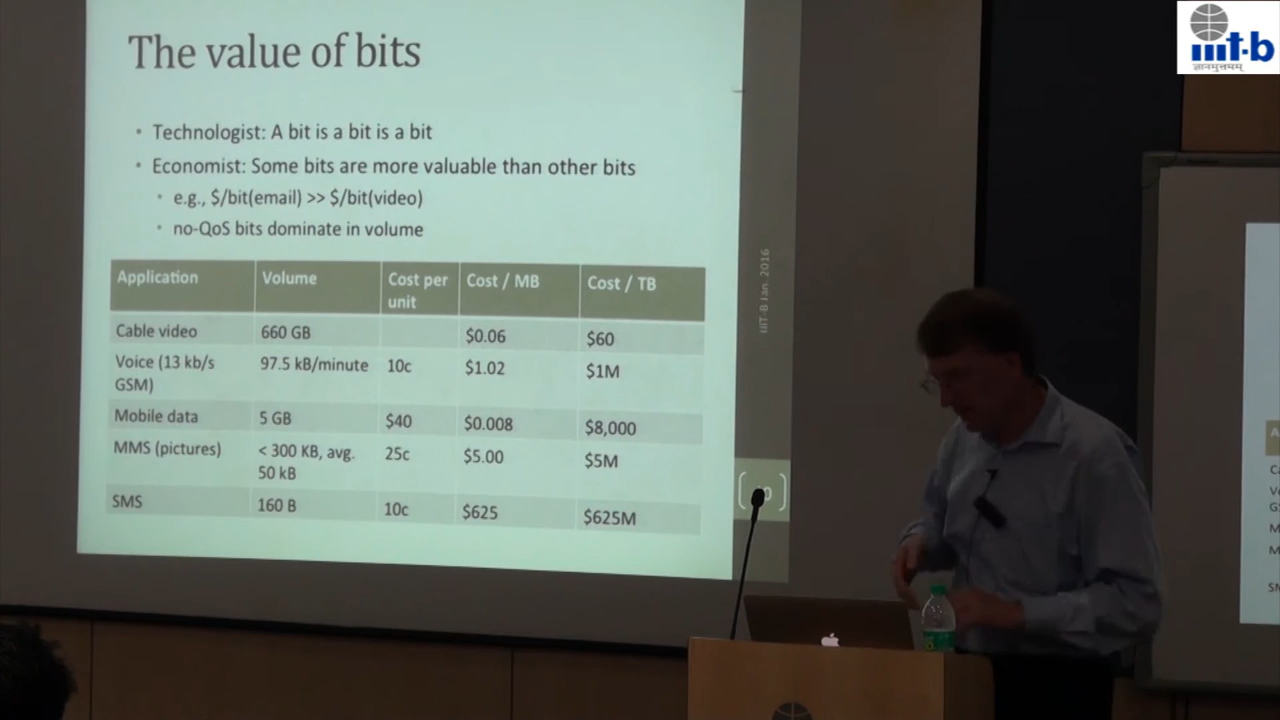 The value of bits
• Technologist: A bit is a bit is a bit
• Economist: Some bits are more valuable than other bits
• e.g., $/bit(email) >> $/bit(video)
• no-QoS bits dominate in volume
Application Volume Cost per unit Cost / MB Cost / TB
Cable video 660 GB $0.06 $60
Voice (13 kb/s GSM) 97.5 kB/minute 10c $1.02 $1M
Mobile data 5 GB $40 $0.008 $8,000
MMS (pictures) < 300 KB, avg. 50 kB 25c $5.00 $5M
SMS 160 B 10c $625 $625M
IIIT-B Jan. 2016
iiit-b
ज्ञानमुत्तमम्